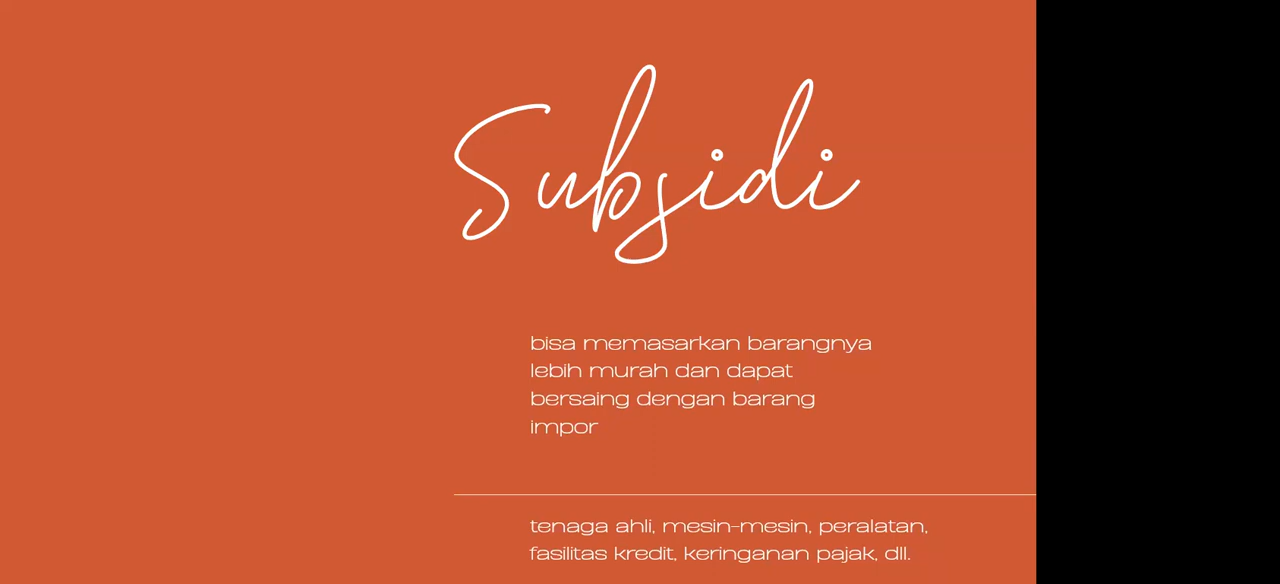 Subsidi
bisa memasarkan barangnya
lebih murah dan dapat
bersaing dengan barang
impor
tenaga ahli, mesin-mesin, peralatan,
fasilitas kredit, keringanan pajak, dll.